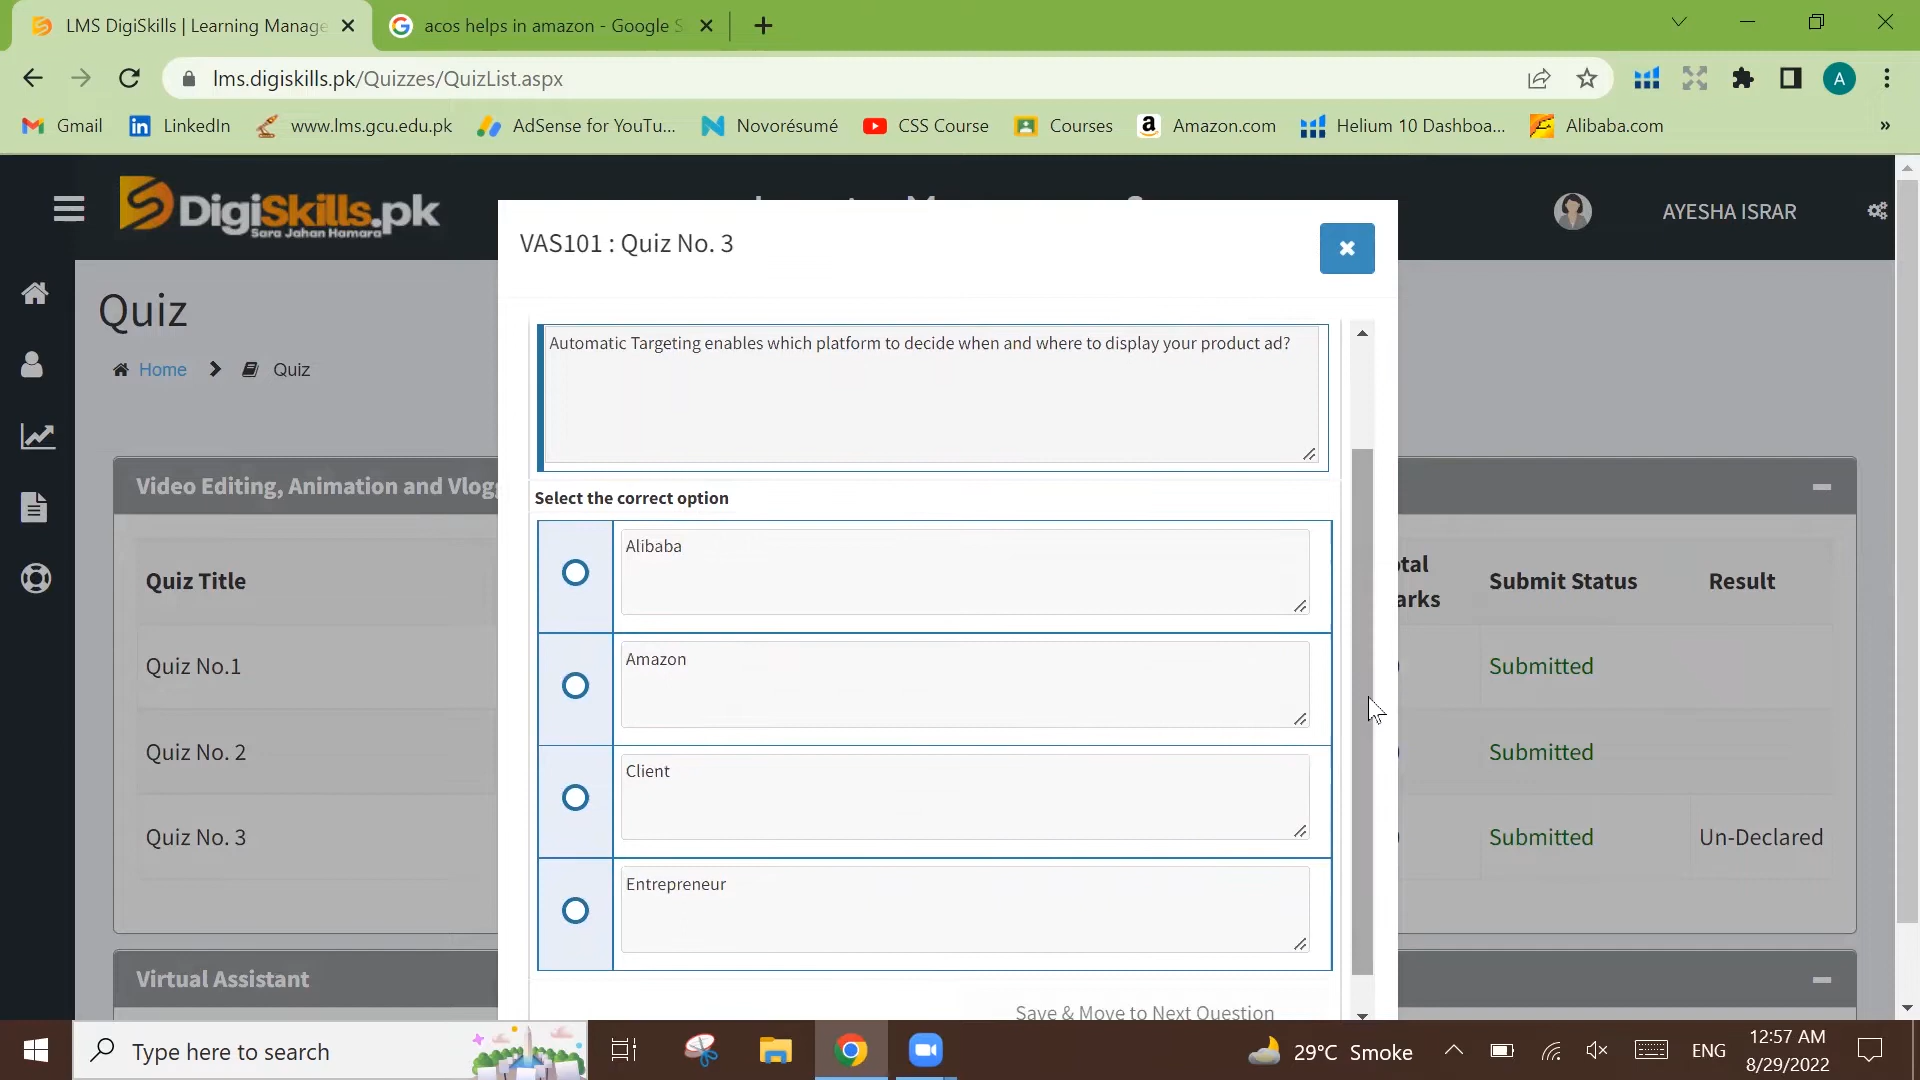 LMS DigiSkills | Learning Manage
acos helps in amazon - Google S
lms.digiskills.pk/Quizzes/QuizList.aspx
A
Gmail
LinkedIn
www.lms.gcu.edu.pk
AdSense for YouTu...
Novorésumé
CSS Course
Courses
Amazon.com
Helium 10 Dashboa...
Alibaba.com
»
DigiSkills.pk
Sara Jahan Hamara
AYESHA ISRAR
VAS101 : Quiz No. 3
Quiz
Home
Quiz
Automatic Targeting enables which platform to decide when and where to display your product ad?
Select the correct option
Alibaba
Amazon
Client
Entrepreneur
Save & Move to Next Question
Video Editing, Animation and Vlogg
Quiz Title
otal
arks
Submit Status
Result
Quiz No.1
Submitted
Quiz No. 2
Submitted
Quiz No. 3
Submitted
Un-Declared
Virtual Assistant
Type here to search
29°C Smoke
ENG
12:57 AM
8/29/2022